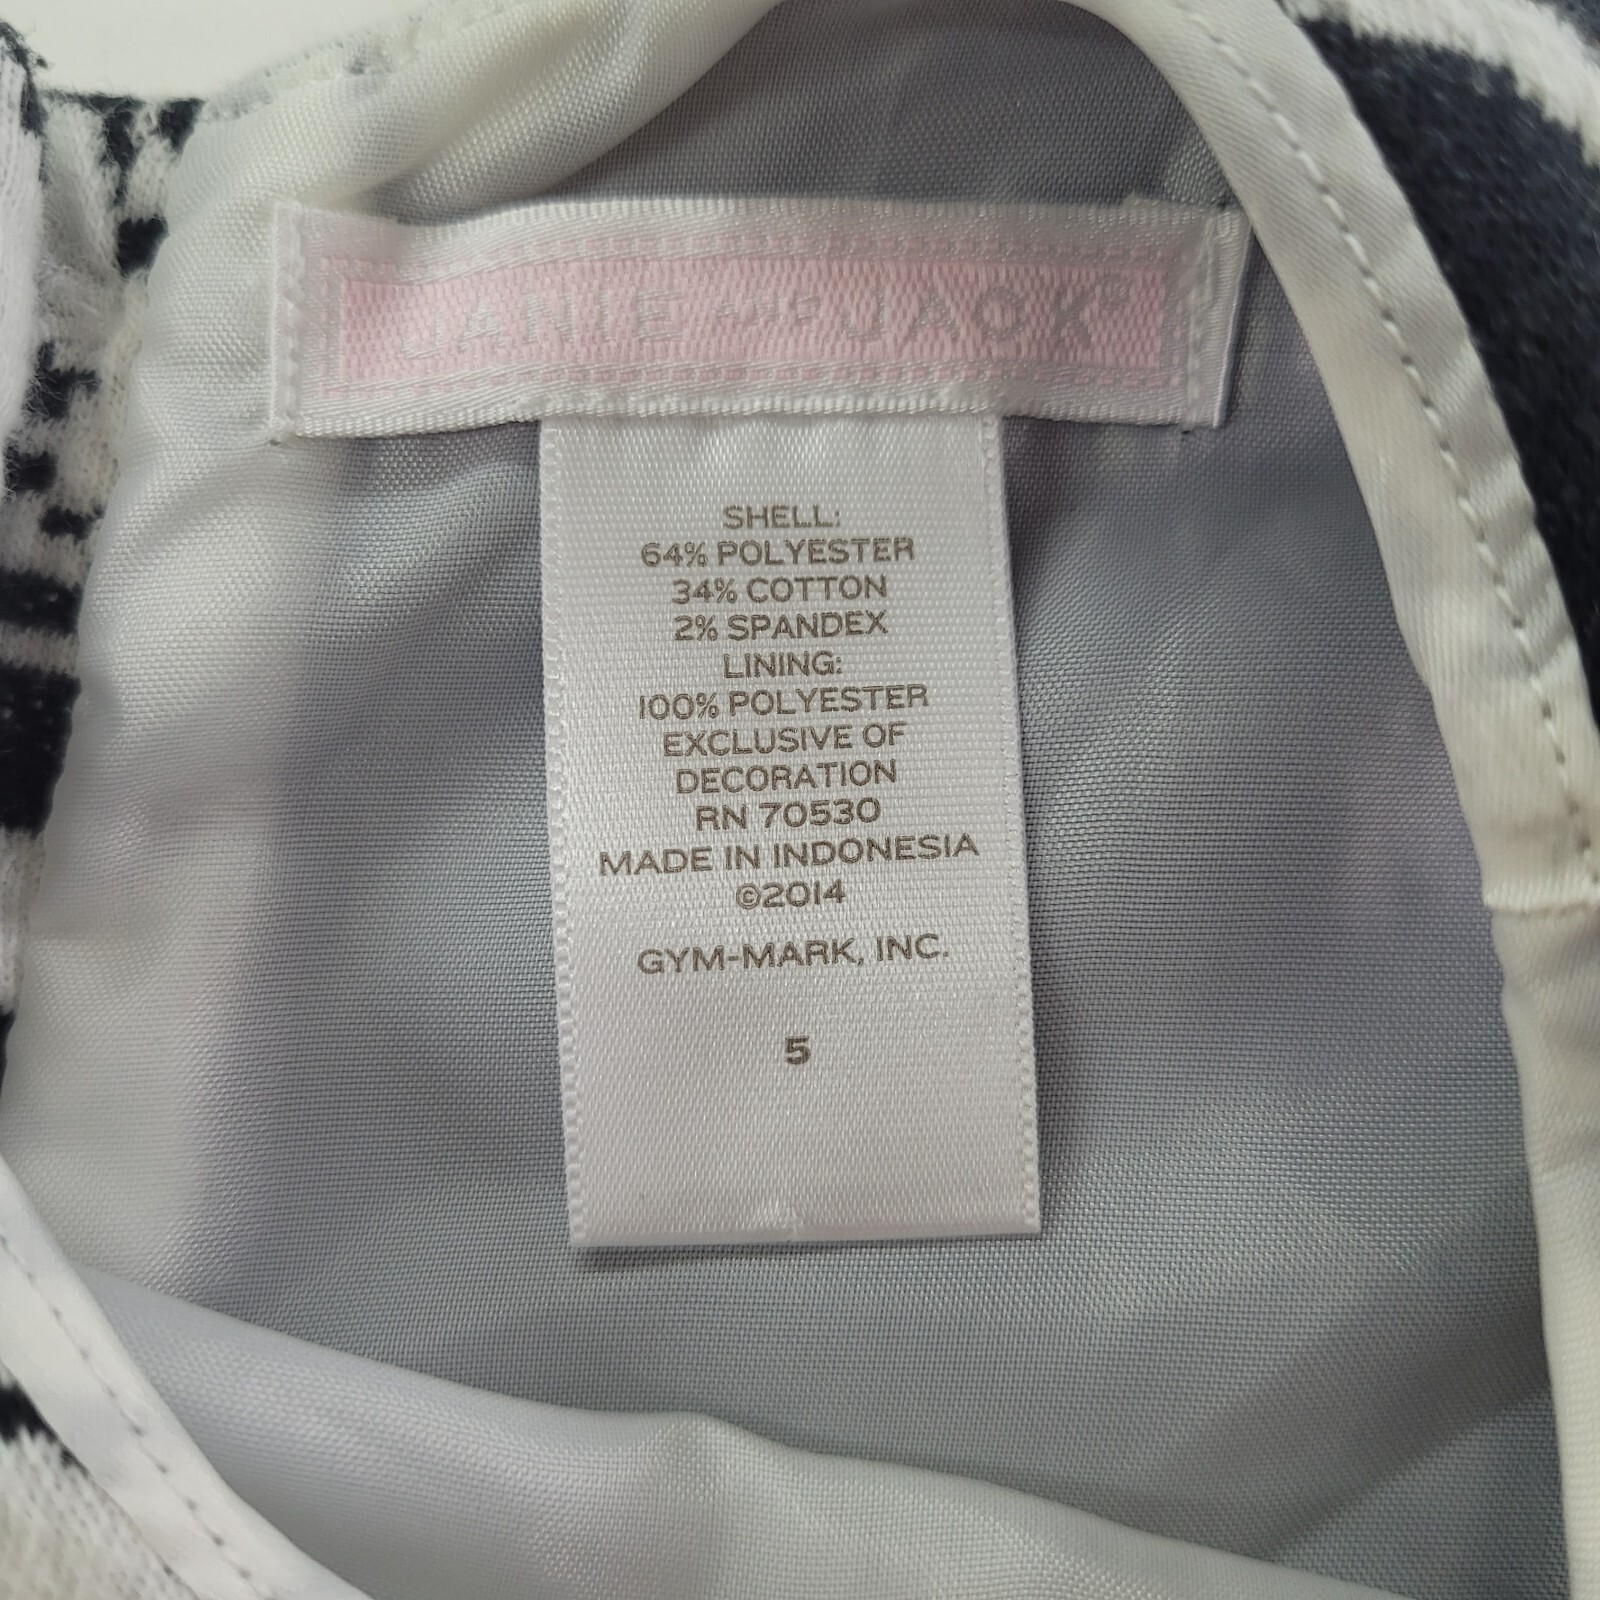 JANIE AND JACK®
SHELL:
64% POLYESTER
34% COTTON
2% SPANDEX
LINING:
100% POLYESTER
EXCLUSIVE OF
DECORATION
RN 70530
MADE IN INDONESIA
©2014
GYM-MARK, INC.
5